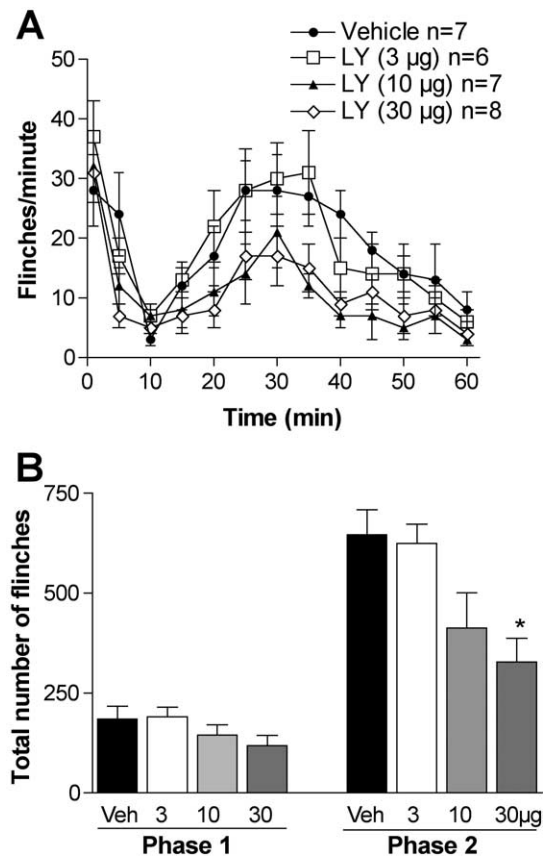 A
Vehicle n=7
LY (3 µg) n=6
LY (10 µg) n=7
LY (30 µg) n=8
50
40
30
20
10
0
Flinches/minute
0 10 20 30 40 50 60
Time (min)
B
750
500
250
0
Total number of flinches
*
Veh 3 10 30 Veh 3 10 30µg
Phase 1 Phase 2